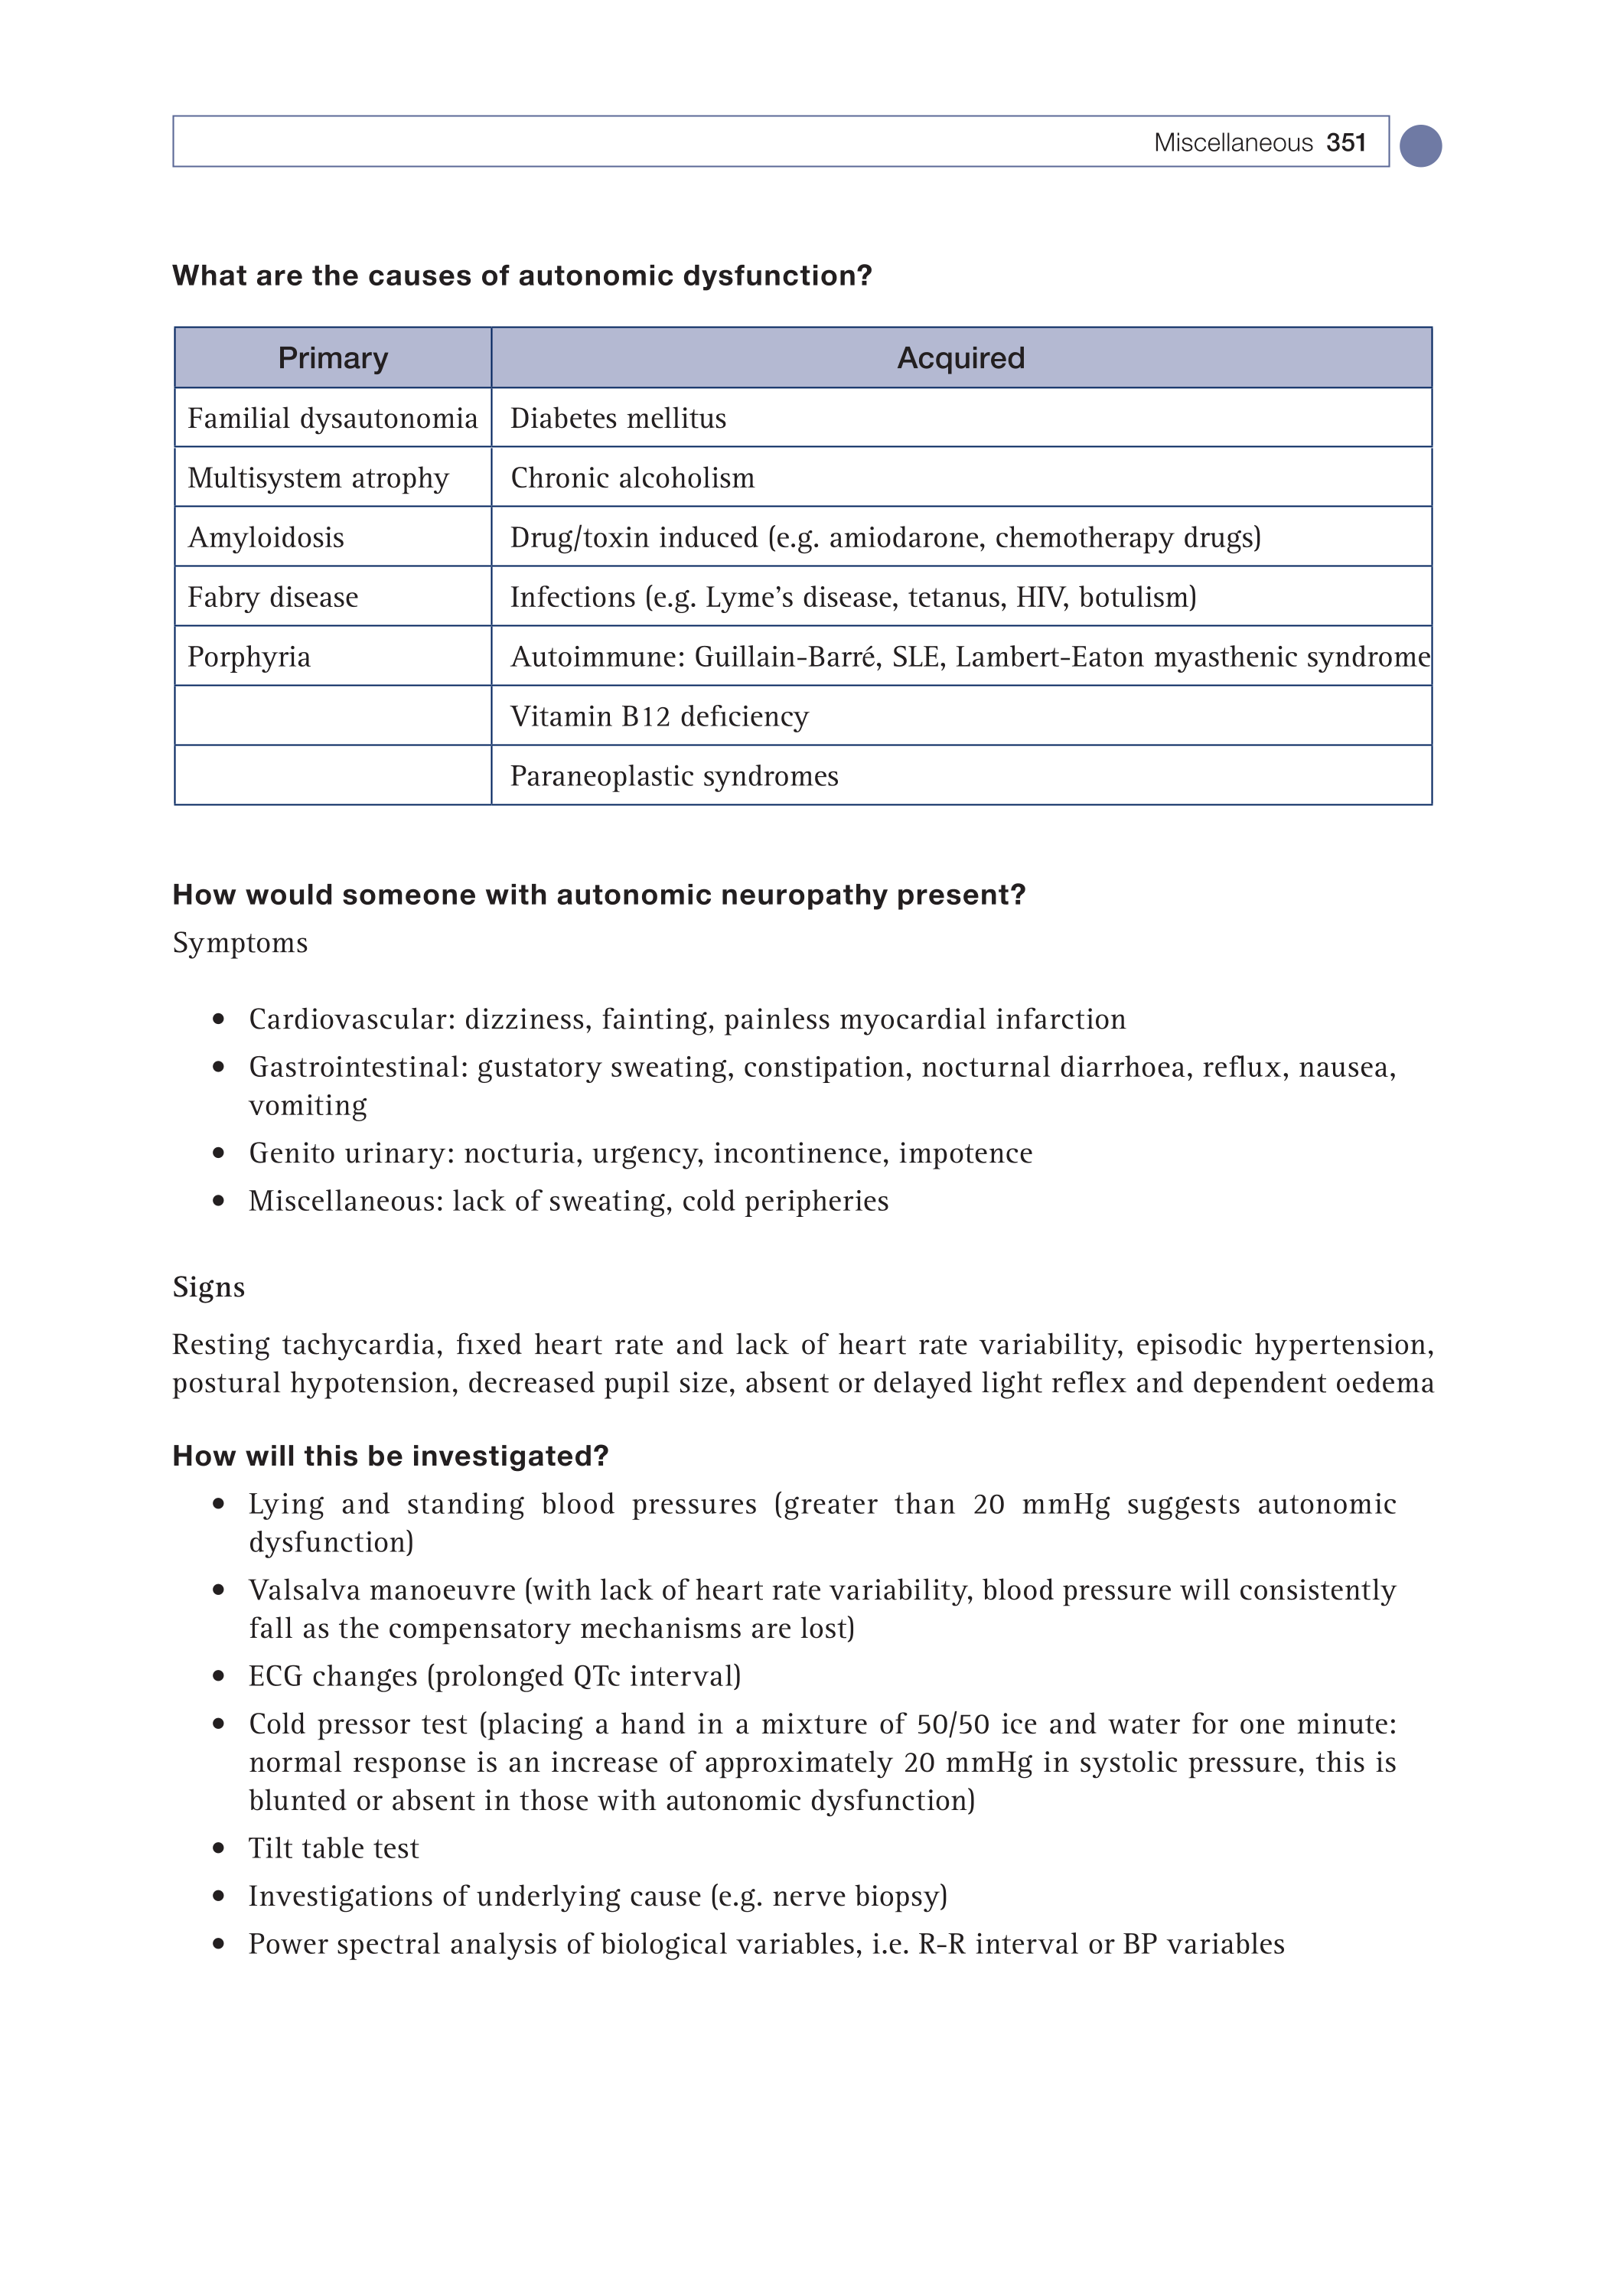 Miscellaneous 351
What are the causes of autonomic dysfunction?
Primary Acquired
Familial dysautonomia Diabetes mellitus
Multisystem atrophy Chronic alcoholism
Amyloidosis Drug/toxin induced (e.g. amiodarone, chemotherapy drugs)
Fabry disease Infections (e.g. Lyme’s disease, tetanus, HIV, botulism)
Porphyria Autoimmune: Guillain-Barré, SLE, Lambert-Eaton myasthenic syndrome
Vitamin B12 deficiency
Paraneoplastic syndromes
How would someone with autonomic neuropathy present?
Symptoms
• Cardiovascular: dizziness, fainting, painless myocardial infarction
• Gastrointestinal: gustatory sweating, constipation, nocturnal diarrhoea, reflux, nausea,
vomiting
• Genito urinary: nocturia, urgency, incontinence, impotence
• Miscellaneous: lack of sweating, cold peripheries
Signs
Resting tachycardia, fixed heart rate and lack of heart rate variability, episodic hypertension,
postural hypotension, decreased pupil size, absent or delayed light reflex and dependent oedema
How will this be investigated?
• Lying and standing blood pressures (greater than 20 mmHg suggests autonomic
dysfunction)
• Valsalva manoeuvre (with lack of heart rate variability, blood pressure will consistently
fall as the compensatory mechanisms are lost)
• ECG changes (prolonged QTc interval)
• Cold pressor test (placing a hand in a mixture of 50/50 ice and water for one minute:
normal response is an increase of approximately 20 mmHg in systolic pressure, this is
blunted or absent in those with autonomic dysfunction)
• Tilt table test
• Investigations of underlying cause (e.g. nerve biopsy)
• Power spectral analysis of biological variables, i.e. R-R interval or BP variables